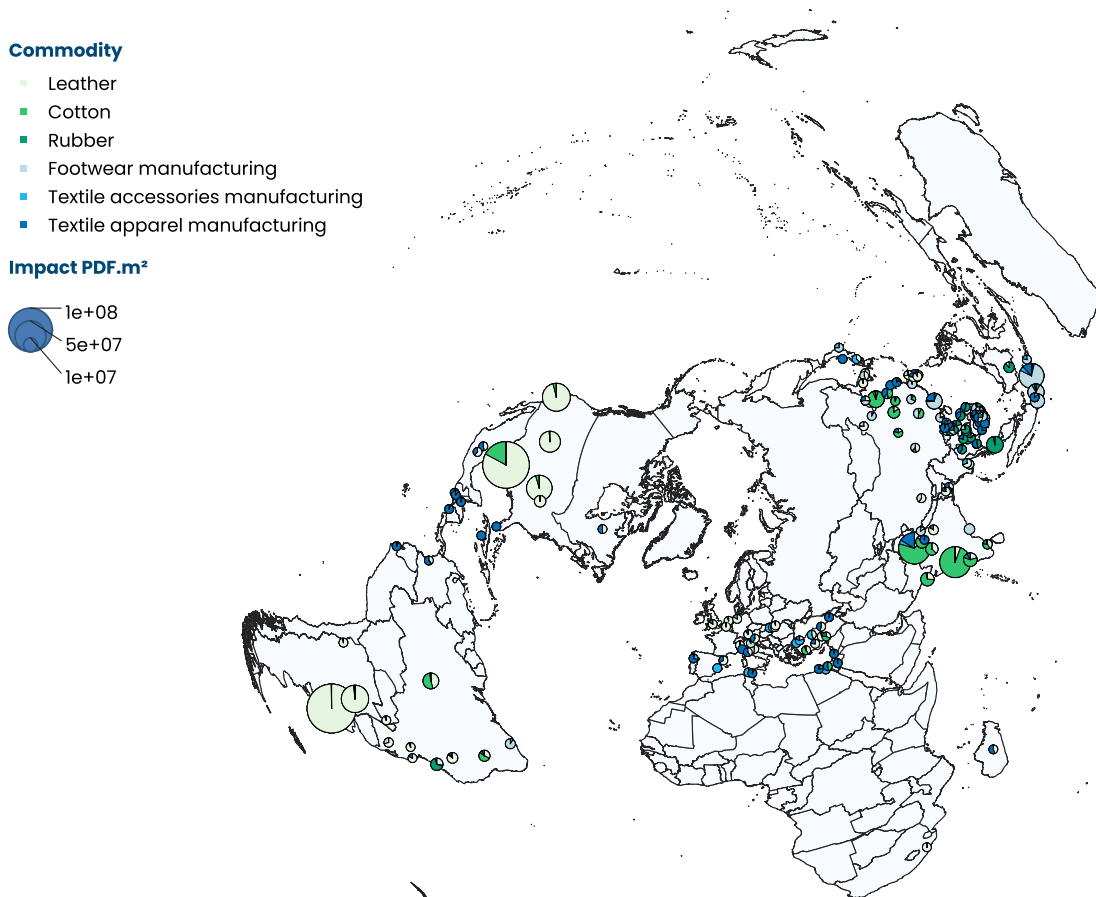 Commodity
Leather
Cotton
Rubber
Footwear manufacturing
Textile accessories manufacturing
Textile apparel manufacturing
Impact PDF.m²
1e+08
5e+07
1e+07